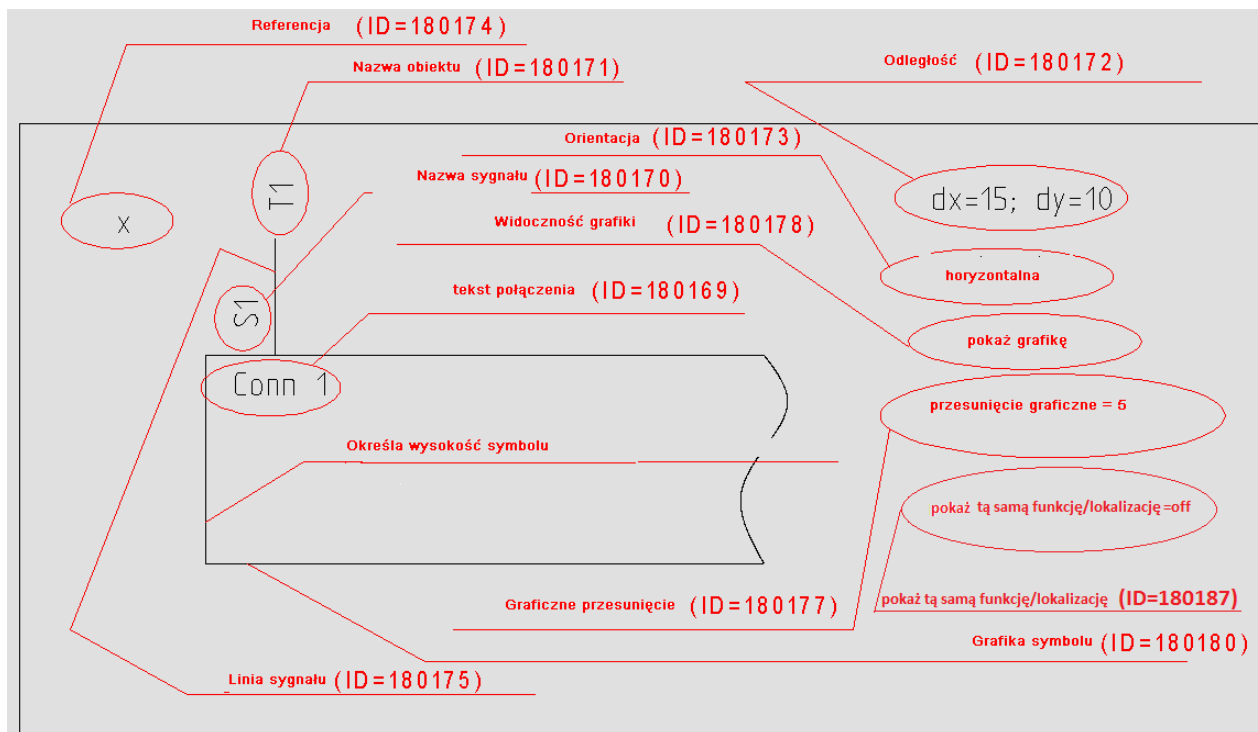 Referencja (ID=180174)
Nazwa obiektu (ID=180171)
Odległość (ID=180172)
Orientacja (ID=180173)
Nazwa sygnału (ID=180170)
T1
x
dx=15; dy=10
Widoczność grafiki (ID=180178)
horyzontalna
tekst połączenia (ID=180169)
S1
pokaż grafikę
Conn 1
przesunięcie graficzne = 5
Określa wysokość symbolu
pokaż tą samą funkcję/lokalizację =off
Graficzne przesunięcie (ID=180177)
pokaż tą samą funkcję/lokalizację (ID=180187)
Grafika symbolu (ID=180180)
Linia sygnału (ID=180175)